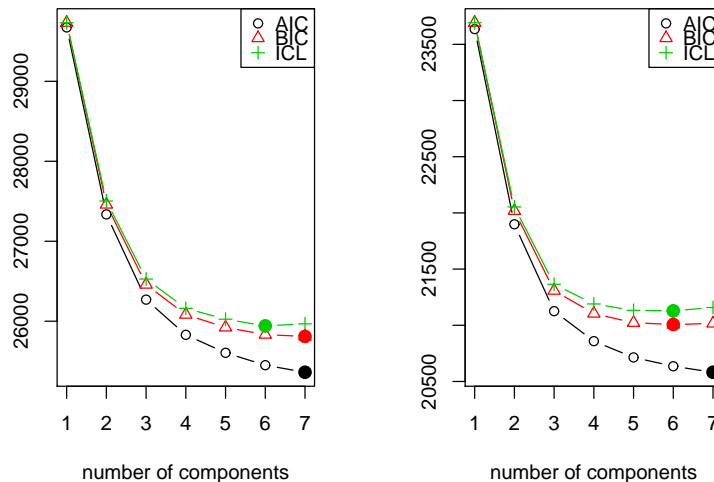 AIC
BIC
ICL
29000
28000
27000
26000
1 2 3 4 5 6 7
number of components
AIC
BIC
ICL
23500
22500
21500
20500
1 2 3 4 5 6 7
number of components